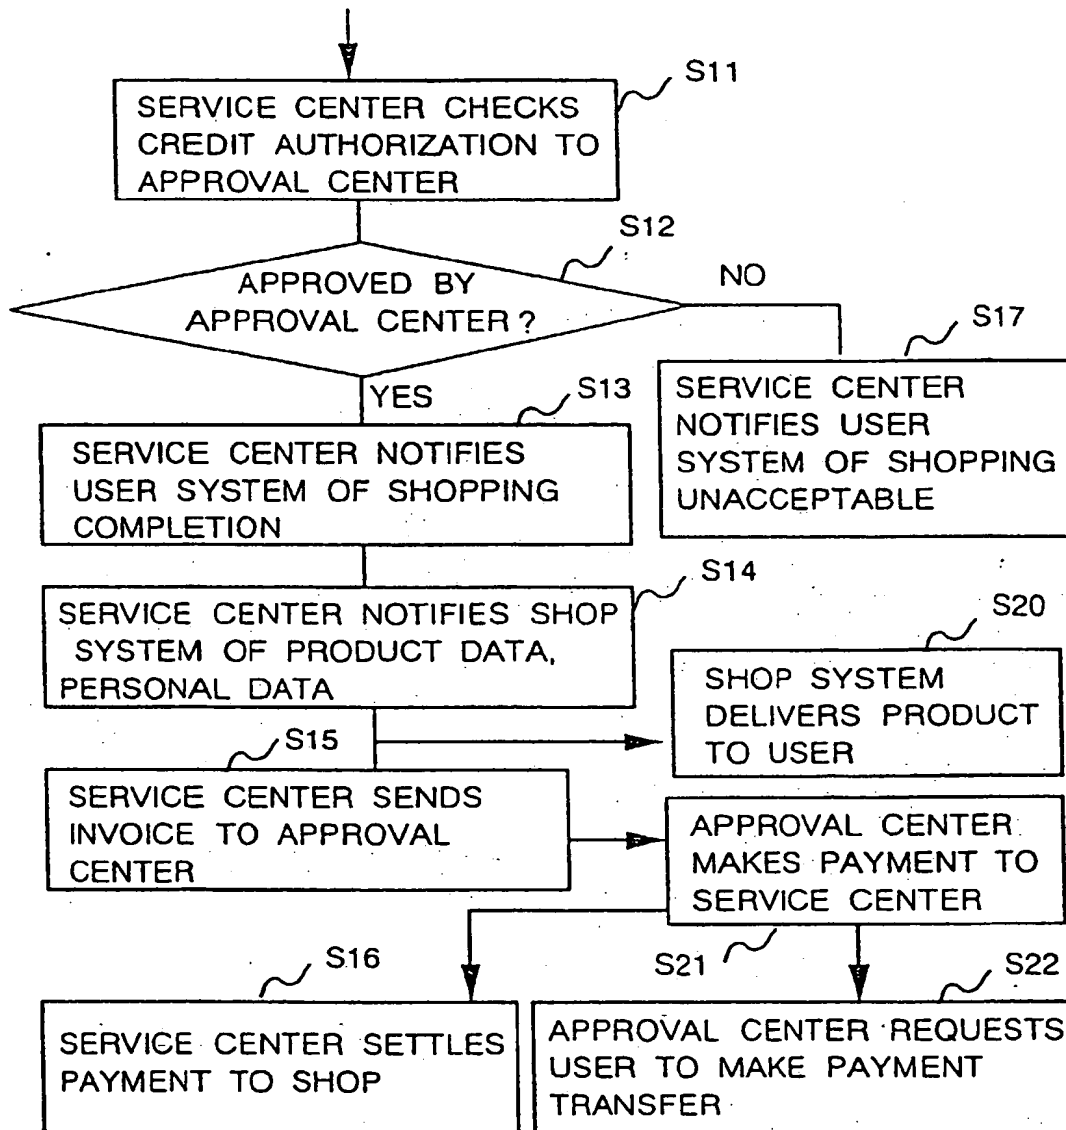 S11
SERVICE CENTER CHECKS
CREDIT AUTHORIZATION TO
APPROVAL CENTER
S12
APPROVED BY
APPROVAL CENTER?
NO
YES
S17
SERVICE CENTER
NOTIFIES USER
SYSTEM OF SHOPPING
UNACCEPTABLE
S13
SERVICE CENTER NOTIFIES
USER SYSTEM OF SHOPPING
COMPLETION
S14
SERVICE CENTER NOTIFIES SHOP
SYSTEM OF PRODUCT DATA,
PERSONAL DATA
S20
SHOP SYSTEM
DELIVERS PRODUCT
TO USER
S15
SERVICE CENTER SENDS
INVOICE TO APPROVAL
CENTER
APPROVAL CENTER
MAKES PAYMENT TO
SERVICE CENTER
S21
S16
SERVICE CENTER SETTLES
PAYMENT TO SHOP
S22
APPROVAL CENTER REQUESTS
USER TO MAKE PAYMENT
TRANSFER